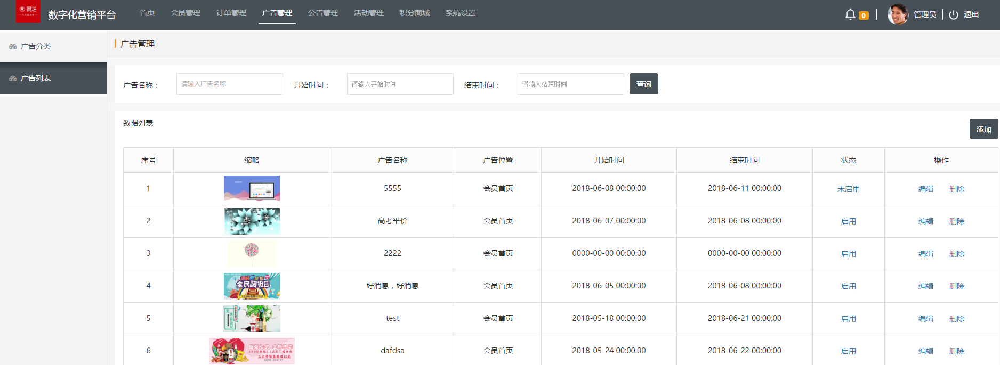 景芝
数字化营销平台
首页 会员管理 订单管理 广告管理 公告管理 活动管理 积分商城 系统设置
0 管理员 退出
广告分类
广告列表
广告管理
广告名称： 请输入广告名称 开始时间： 请输入开始时间 结束时间： 请输入结束时间 查询
数据列表
添加
序号 缩略 广告名称 广告位置 开始时间 结束时间 状态 操作
1 5555 会员首页 2018-06-08 00:00:00 2018-06-11 00:00:00 未启用 编辑 删除
2 高考半价 会员首页 2018-06-07 00:00:00 2018-06-08 00:00:00 启用 编辑 删除
3 2222 会员首页 0000-00-00 00:00:00 0000-00-00 00:00:00 启用 编辑 删除
全民嗨抢日
4 好消息，好消息 会员首页 2018-06-05 00:00:00 2018-06-08 00:00:00 启用 编辑 删除
5 test 会员首页 2018-05-18 00:00:00 2018-06-21 00:00:00 启用 编辑 删除
6 dafdsa 会员首页 2018-05-24 00:00:00 2018-06-22 00:00:00 启用 编辑 删除